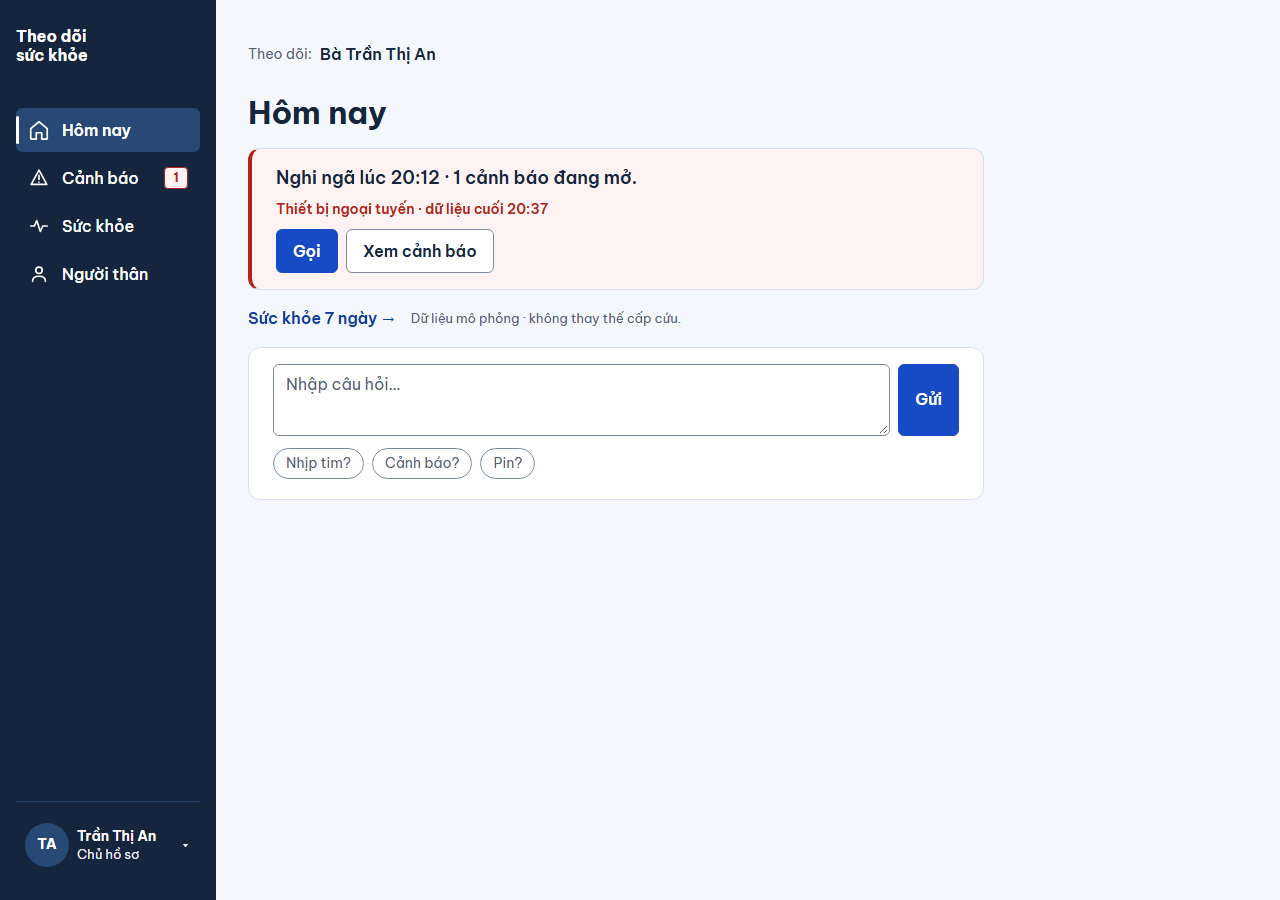 Theo dõi
sức khỏe
Hôm nay
Cảnh báo 1
Sức khỏe
Người thân
TA
Trần Thị An
Chủ hồ sơ
Theo dõi: Bà Trần Thị An
Hôm nay
Nghi ngã lúc 20:12 · 1 cảnh báo đang mở.
Thiết bị ngoại tuyến · dữ liệu cuối 20:37
Gọi Xem cảnh báo
Sức khỏe 7 ngày → Dữ liệu mô phỏng · không thay thế cấp cứu.
Nhập câu hỏi...
Gửi
Nhịp tim? Cảnh báo? Pin?